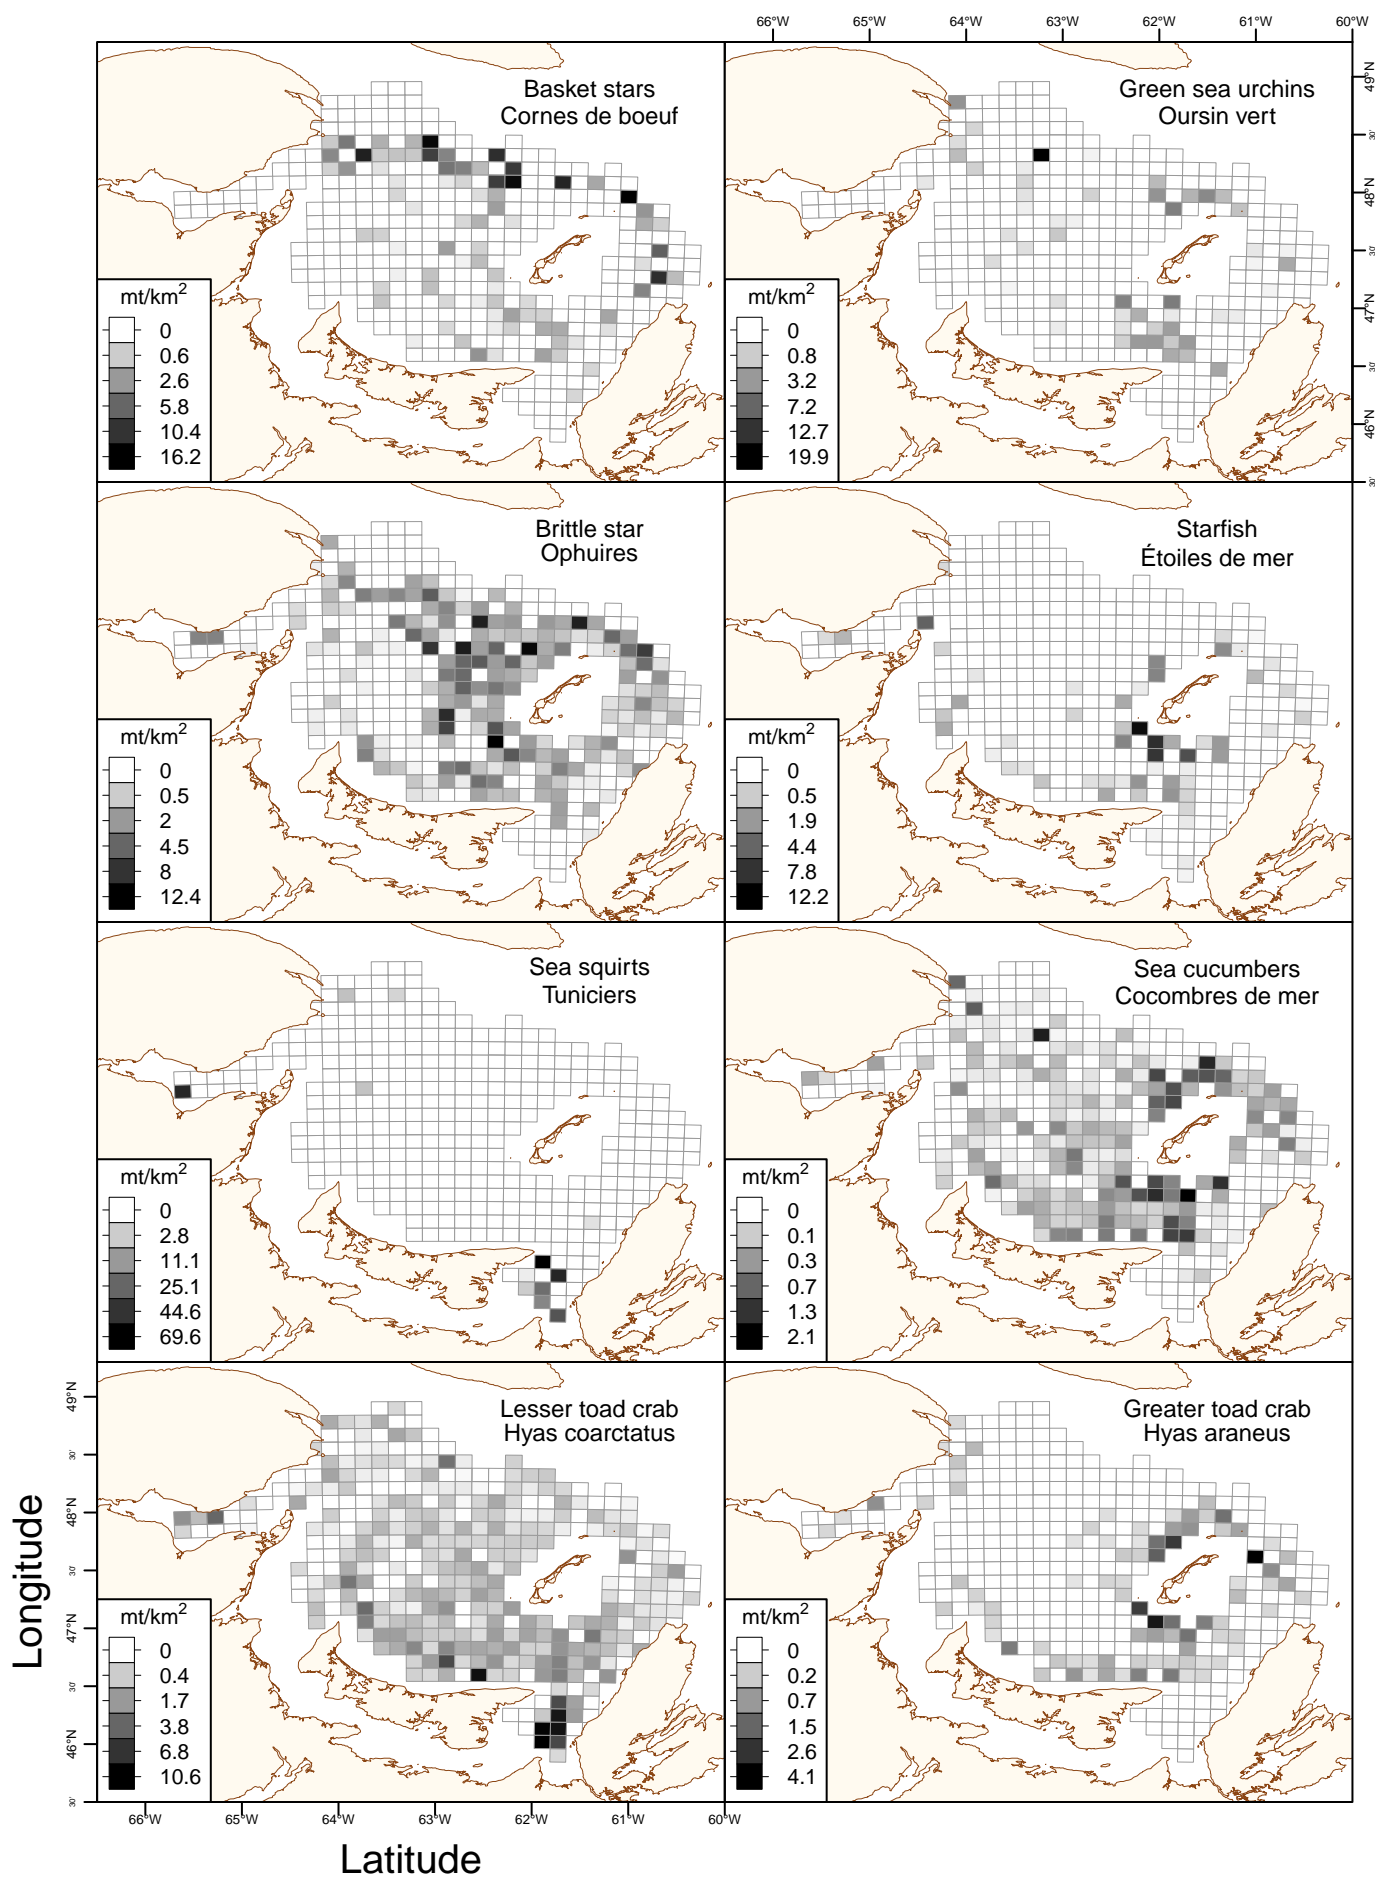 66°W 65°W 64°W 63°W 62°W 61°W 60°W
Basket stars
Cornes de boeuf
mt/km2
0
0.6
2.6
5.8
10.4
16.2
Green sea urchins
Oursin vert
mt/km2
0
0.8
3.2
7.2
12.7
19.9
49°N
30'
48°N
30'
47°N
30'
46°N
30'
Brittle star
Ophuires
mt/km2
0
0.5
2
4.5
8
12.4
Starfish
Étoiles de mer
mt/km2
0
0.5
1.9
4.4
7.8
12.2
Sea squirts
Tuniciers
mt/km2
0
2.8
11.1
25.1
44.6
69.6
Sea cucumbers
Cocombres de mer
mt/km2
0
0.1
0.3
0.7
1.3
2.1
Longitude
49°N
30'
48°N
30'
47°N
30'
46°N
30'
Lesser toad crab
Hyas coarctatus
mt/km2
0
0.4
1.7
3.8
6.8
10.6
Greater toad crab
Hyas araneus
mt/km2
0
0.2
0.7
1.5
2.6
4.1
66°W 65°W 64°W 63°W 62°W 61°W 60°W
Latitude